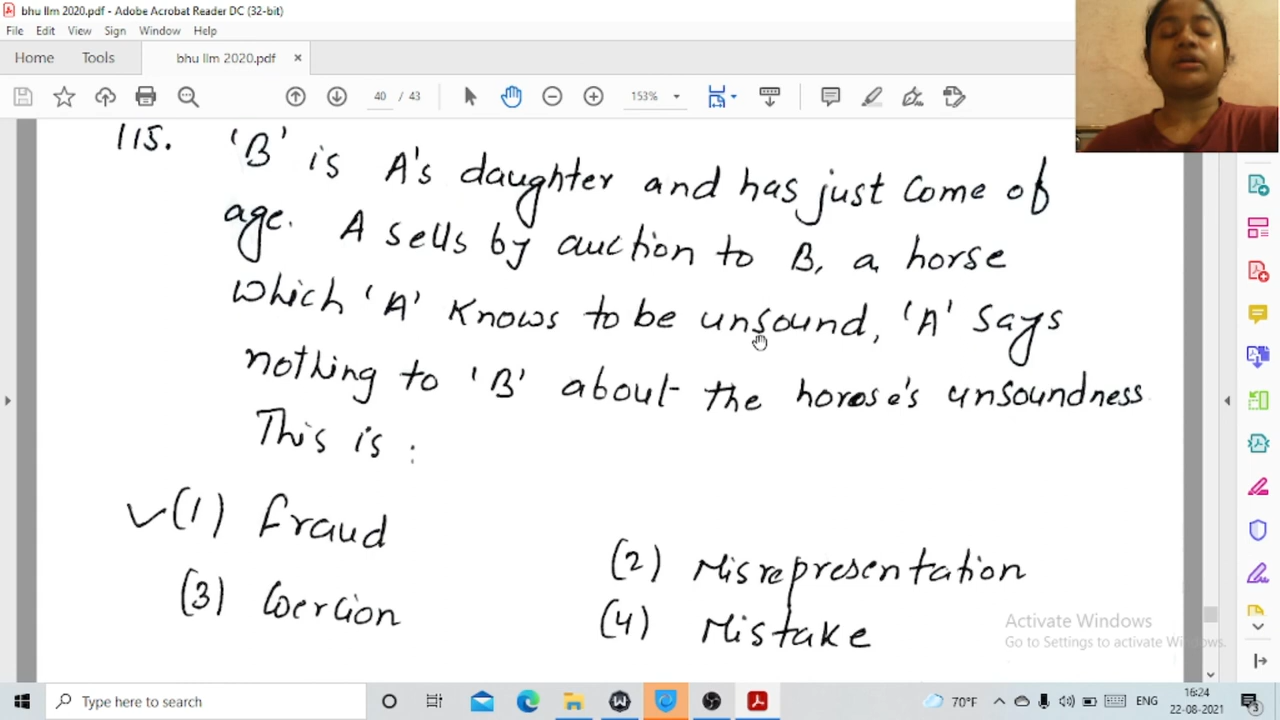 bhu llm 2020.pdf - Adobe Acrobat Reader DC (32-bit)
File Edit View Sign Window Help
Home Tools bhu llm 2020.pdf ×
40 / 43 153%
115. 'B' is A's daughter and has just come of
age. A sells by auction to B, a horse
which 'A' knows to be unsound, 'A' says
nothing to 'B' about the horse's unsoundness
This is :
(1) Fraud
(2) Misrepresentation
(3) Coercion
(4) Mistake
Activate Windows
Go to Settings to activate Windows.
Type here to search
70°F ENG 16:24
22-08-2021
3